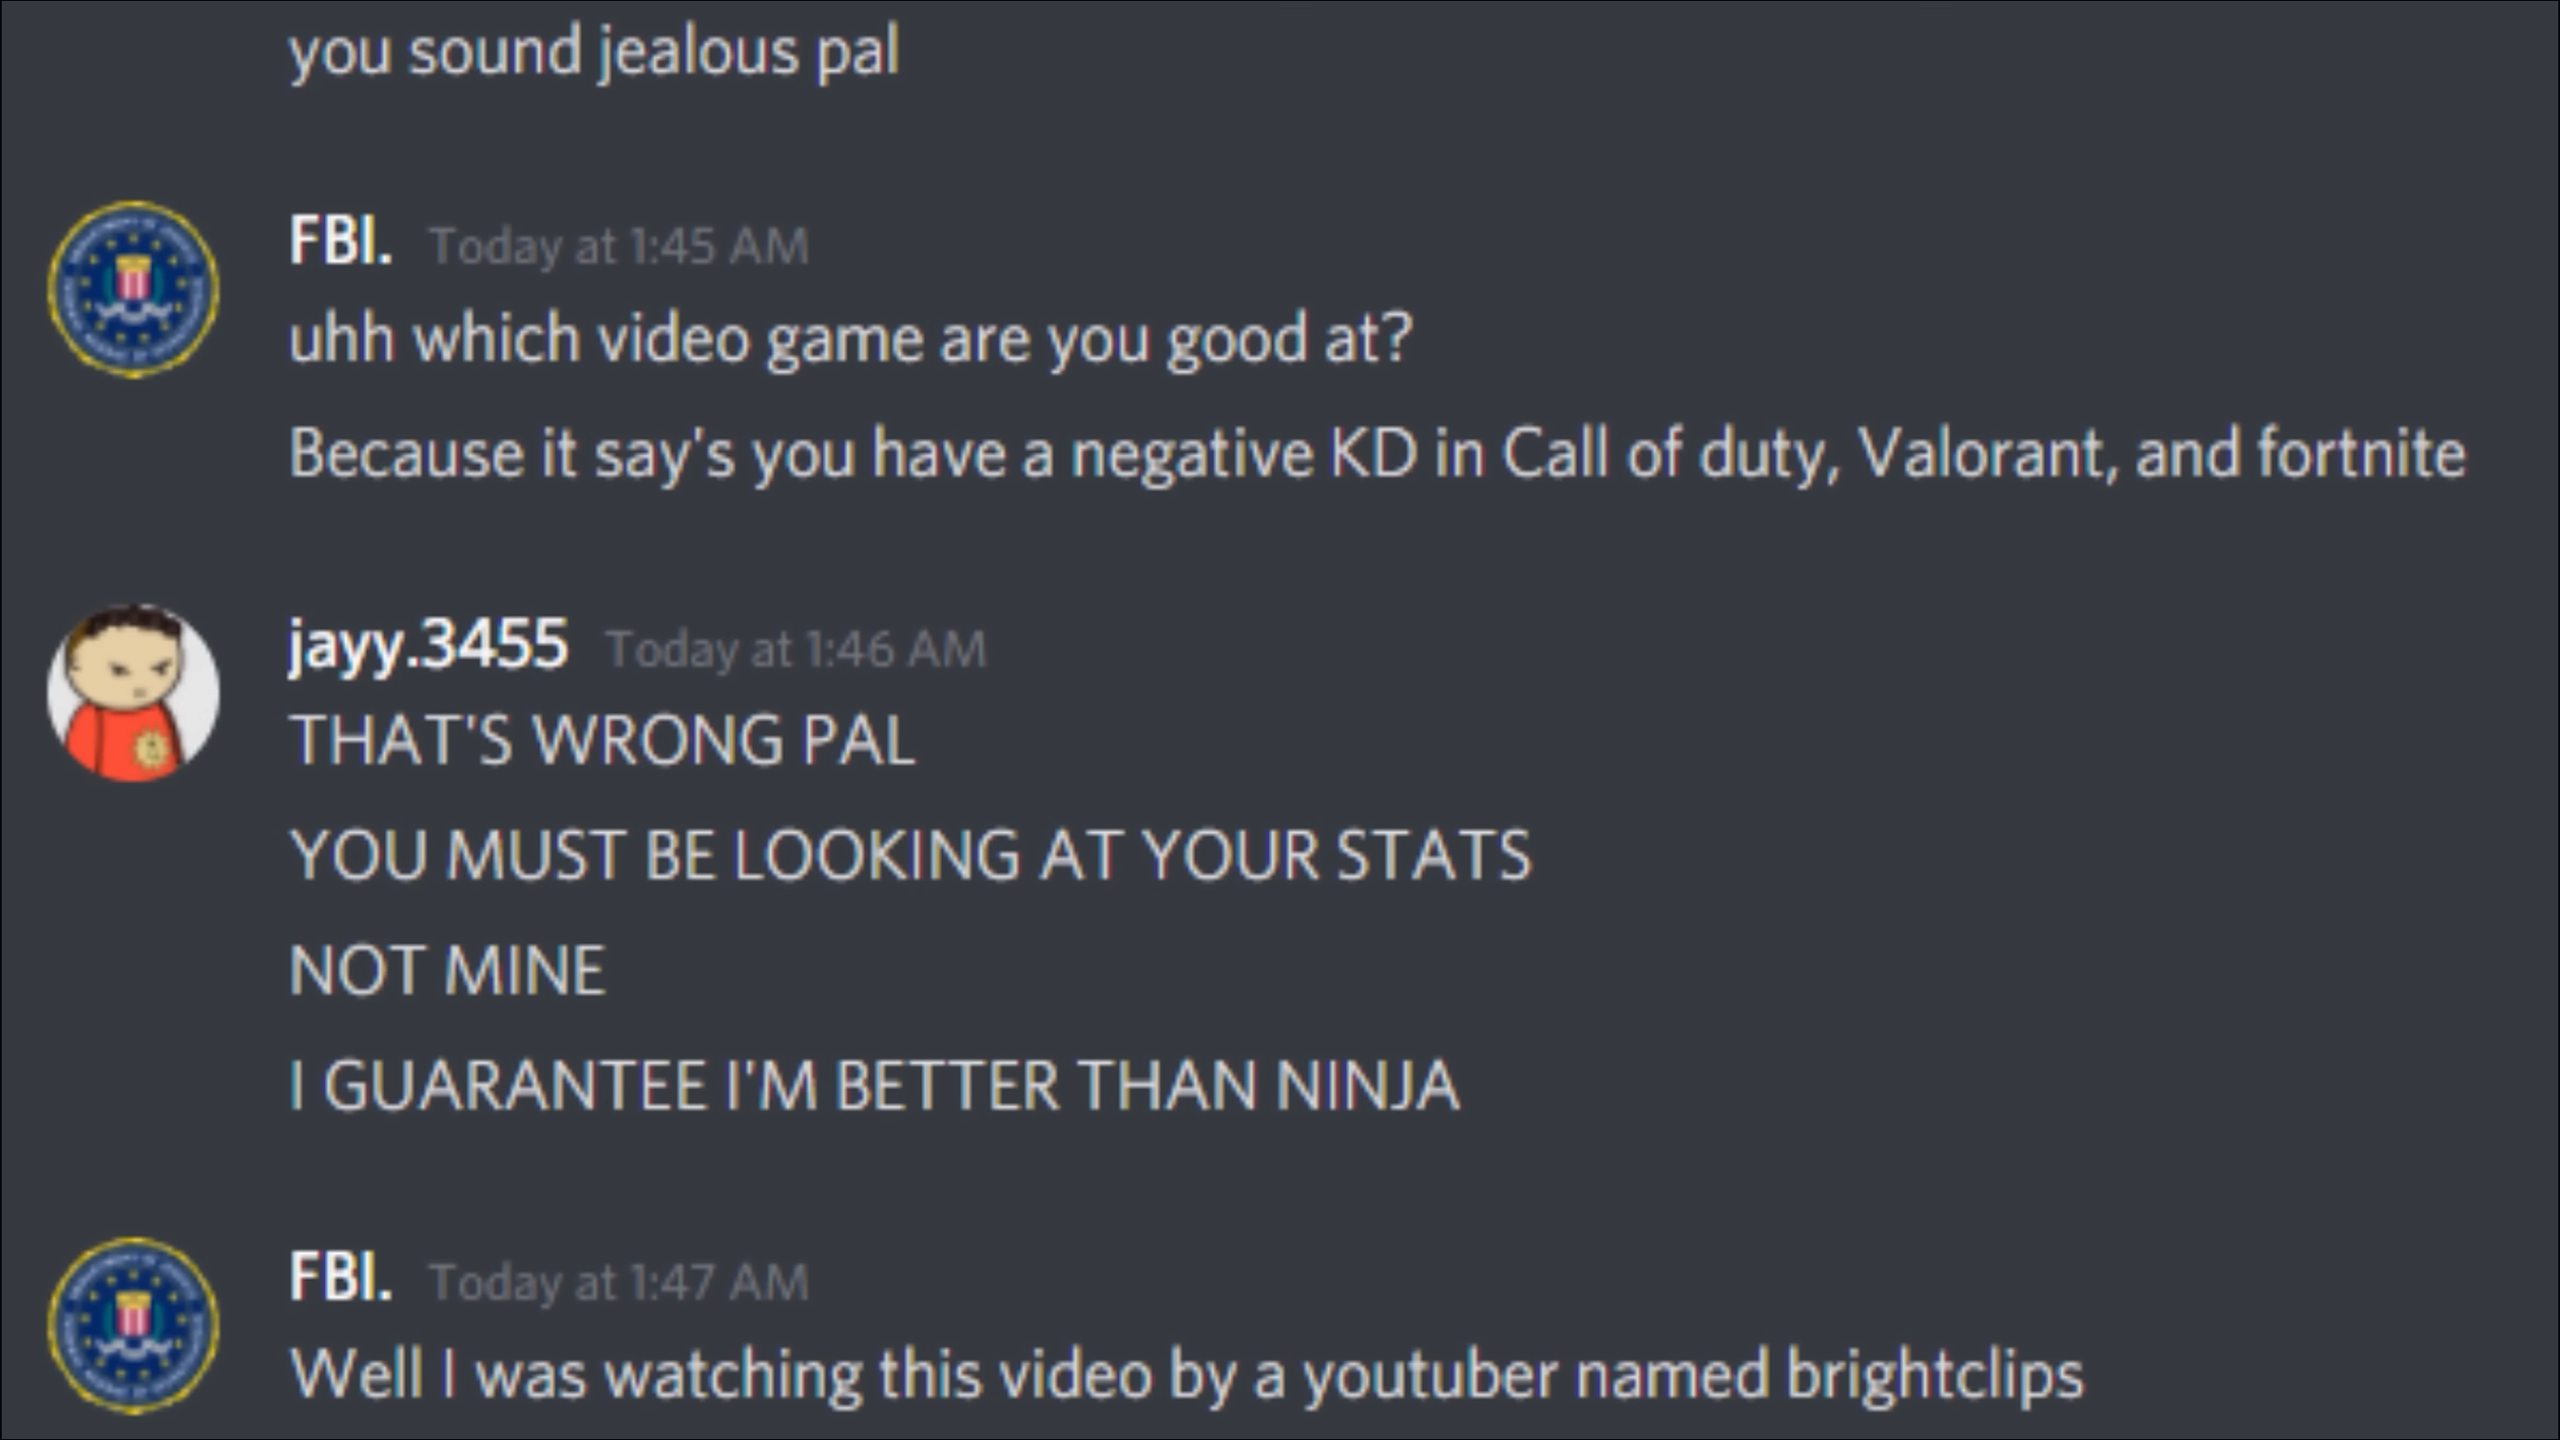 you sound jealous pal
FBI. Today at 1:45 AM
uhh which video game are you good at?
Because it say's you have a negative KD in Call of duty, Valorant, and fortnite
jayy.3455 Today at 1:46 AM
THAT'S WRONG PAL
YOU MUST BE LOOKING AT YOUR STATS
NOT MINE
I GUARANTEE I'M BETTER THAN NINJA
FBI. Today at 1:47 AM
Well I was watching this video by a youtuber named brightclips